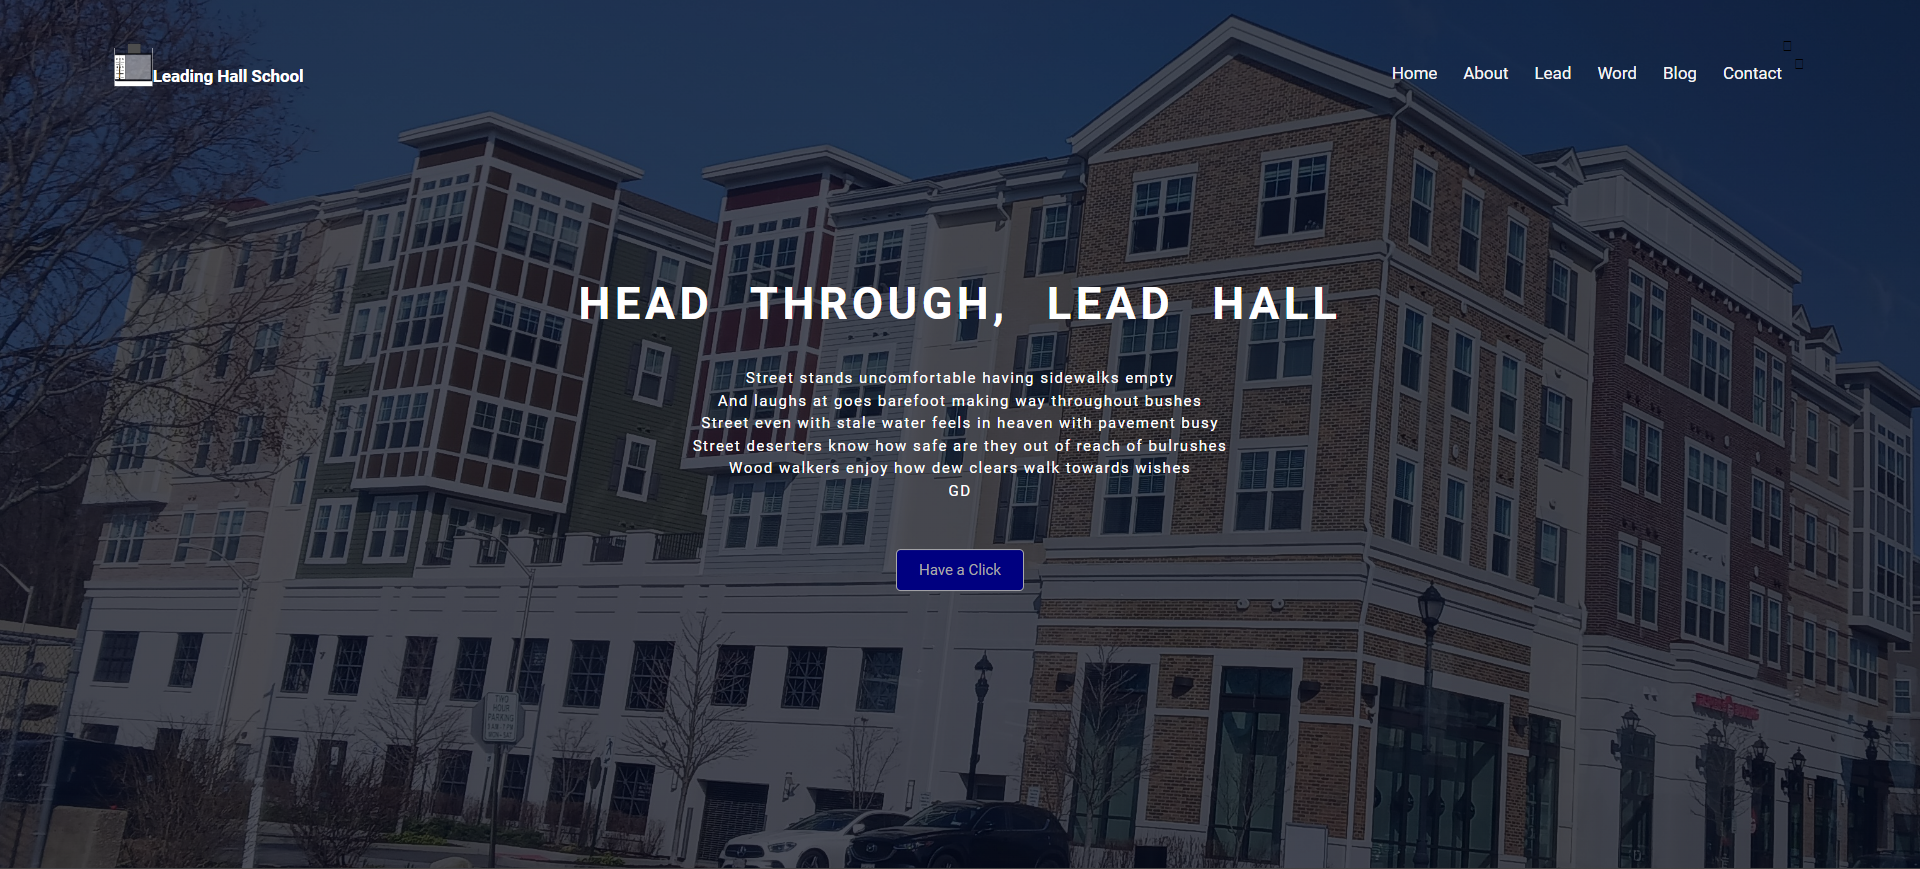 Leading Hall School
Home About Lead Word Blog Contact
HEAD THROUGH, LEAD HALL
Street stands uncomfortable having sidewalks empty
And laughs at goes barefoot making way throughout bushes
Street even with stale water feels in heaven with pavement busy
Street deserters know how safe are they out of reach of bulrushes
Wood walkers enjoy how dew clears walk towards wishes
GD
Have a Click
TWO
HOUR
PARKING